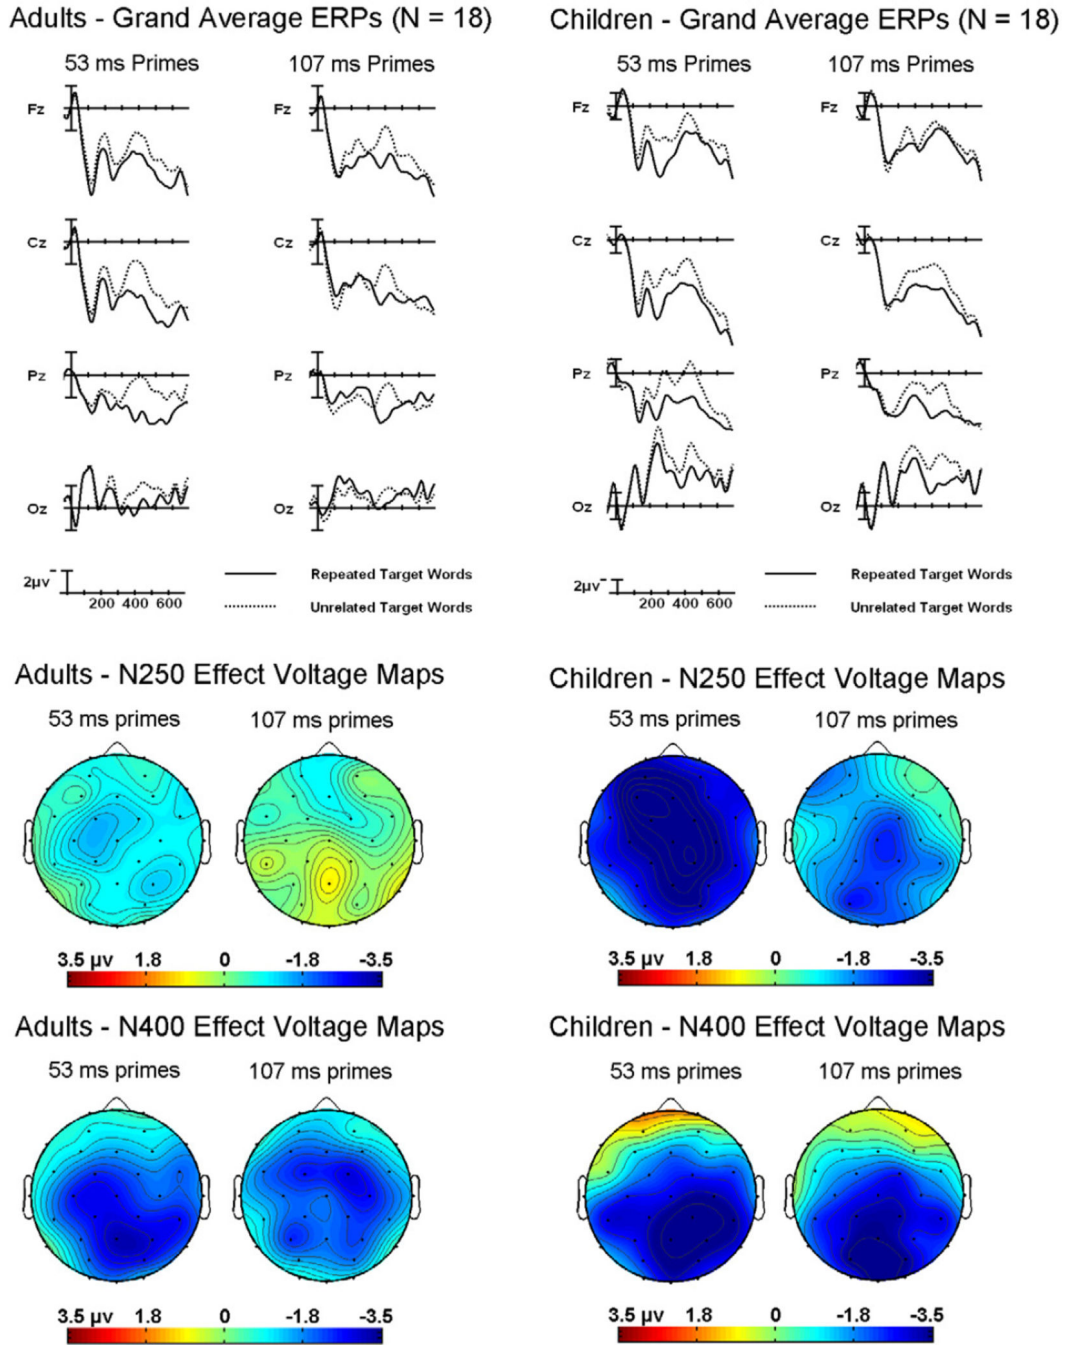 Adults - Grand Average ERPs (N = 18)
53 ms Primes 107 ms Primes
Fz Fz
Cz Cz
Pz Pz
Oz Oz
2μv
200 400 600
Repeated Target Words
Unrelated Target Words
Children - Grand Average ERPs (N = 18)
53 ms Primes 107 ms Primes
Fz Fz
Cz Cz
Pz Pz
Oz Oz
2μv
200 400 600
Repeated Target Words
Unrelated Target Words
Adults - N250 Effect Voltage Maps
53 ms primes 107 ms primes
3.5 μv 1.8 0 -1.8 -3.5
Children - N250 Effect Voltage Maps
53 ms primes 107 ms primes
3.5 μv 1.8 0 -1.8 -3.5
Adults - N400 Effect Voltage Maps
53 ms primes 107 ms primes
3.5 μv 1.8 0 -1.8 -3.5
Children - N400 Effect Voltage Maps
53 ms primes 107 ms primes
3.5 μv 1.8 0 -1.8 -3.5